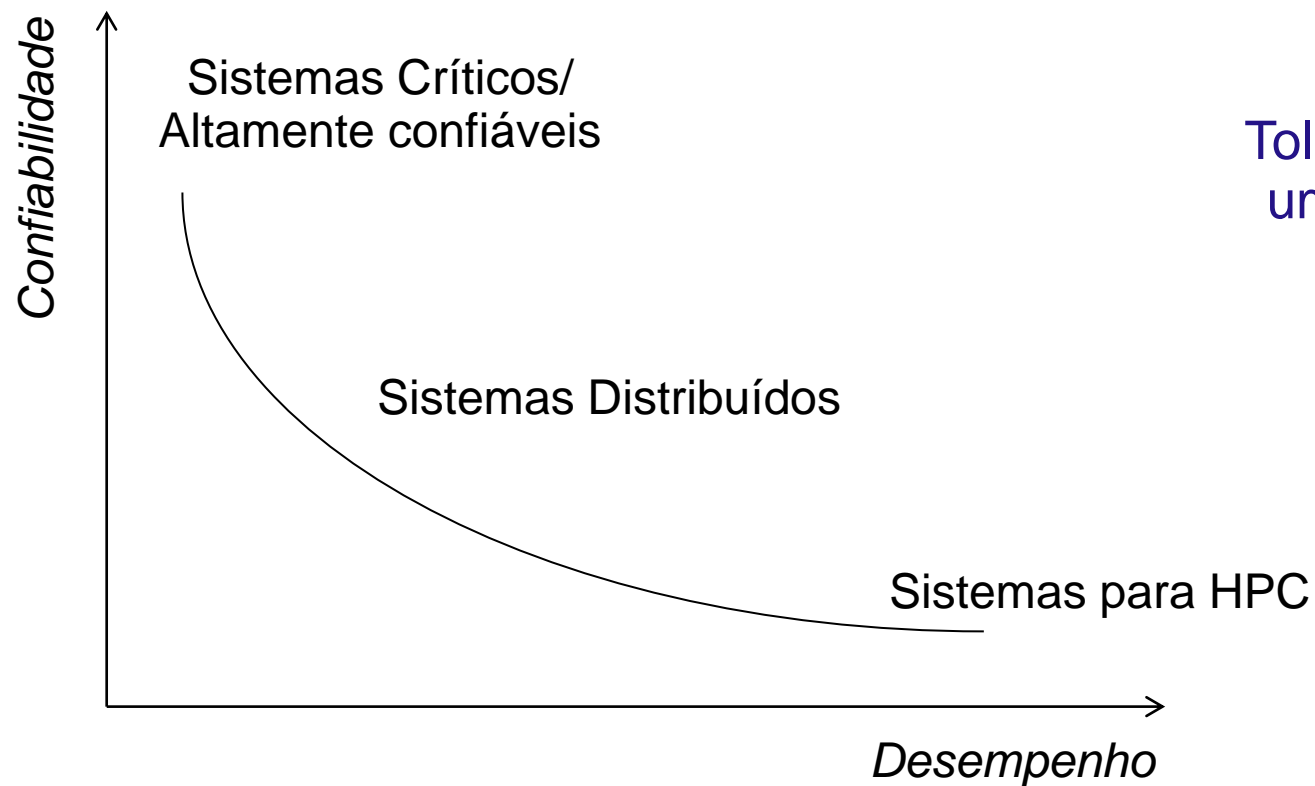 Confiabilidade
Sistemas Críticos/
Altamente confiáveis
Sistemas Distribuídos
Sistemas para HPC
Desempenho